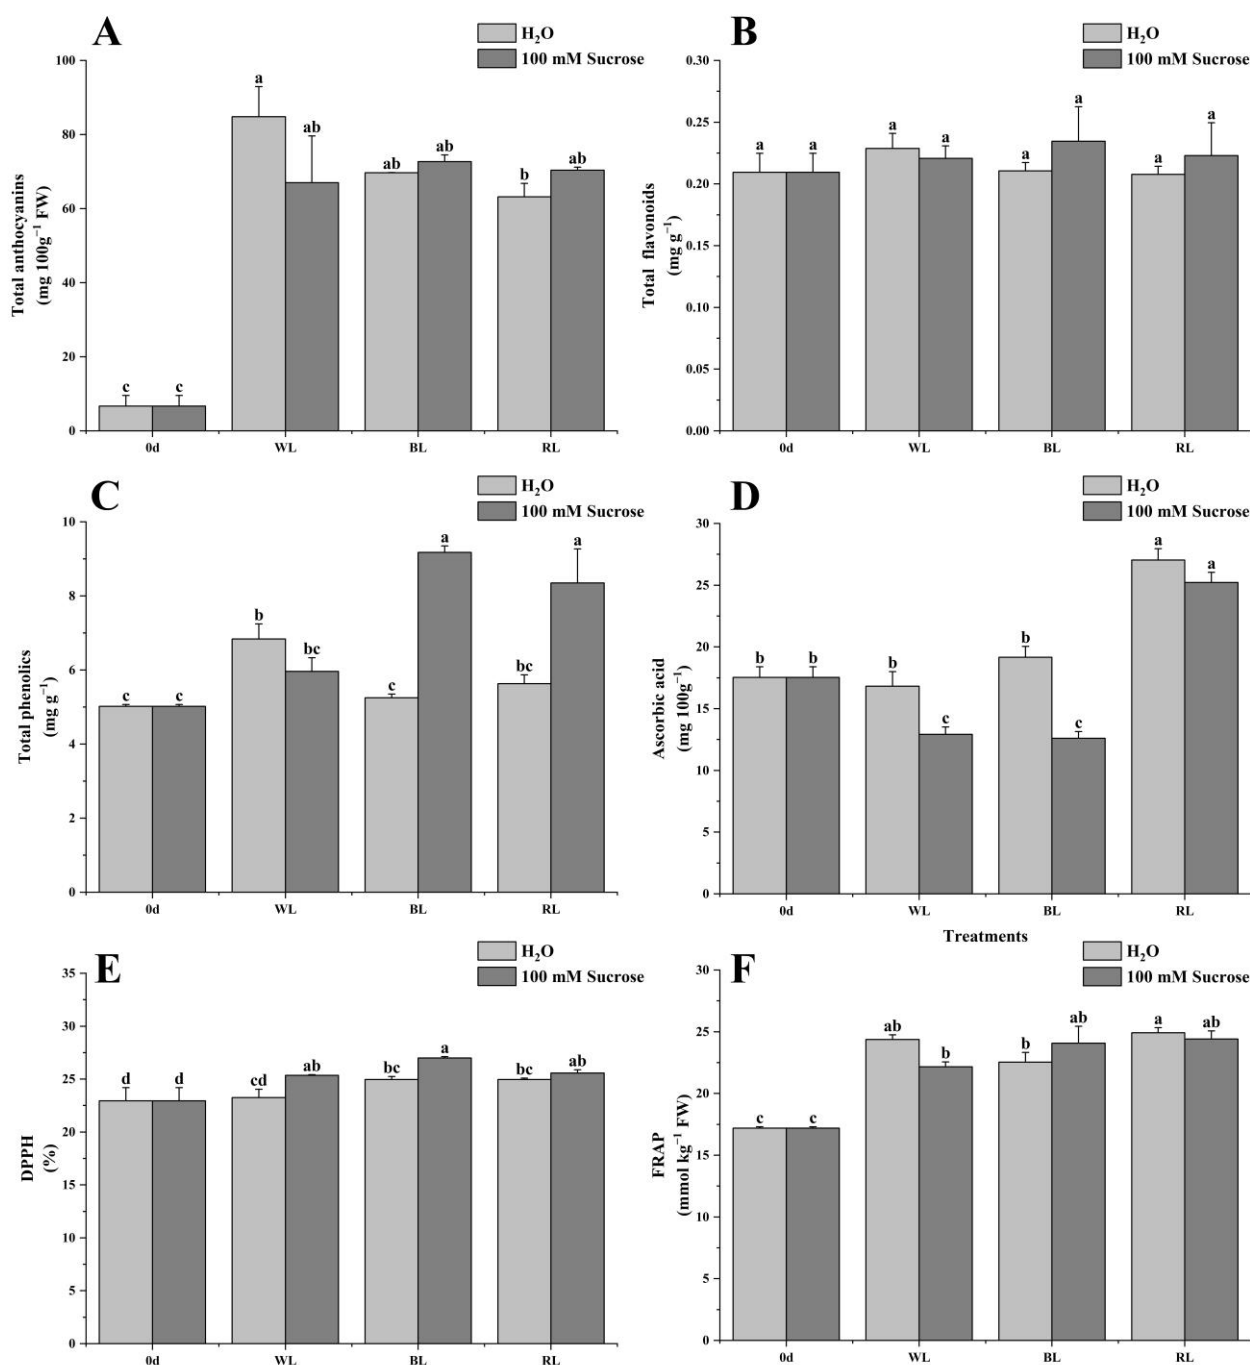 A
H₂O
100 mM Sucrose
Total anthocyanins
(mg 100g⁻¹ FW)
100
80
60
40
20
0
c
c
a
ab
ab
ab
b
ab
0d
WL
BL
RL
B
H₂O
100 mM Sucrose
Total flavonoids
(mg g⁻¹)
0.30
0.25
0.20
0.15
0.10
0.05
0.00
a
a
a
a
a
a
a
a
0d
WL
BL
RL
C
H₂O
100 mM Sucrose
Total phenolics
(mg g⁻¹)
10
8
6
4
2
0
c
c
b
bc
c
a
bc
a
0d
WL
BL
RL
D
H₂O
100 mM Sucrose
Ascorbic acid
(mg 100g⁻¹)
30
25
20
15
10
5
0
b
b
b
c
b
c
a
a
0d
WL
BL
RL
Treatments
E
H₂O
100 mM Sucrose
DPPH
(%)
35
30
25
20
15
10
5
0
d
d
cd
ab
bc
a
bc
ab
0d
WL
BL
RL
F
H₂O
100 mM Sucrose
FRAP
(mmol kg⁻¹ FW)
30
25
20
15
10
5
0
c
c
ab
b
b
ab
a
ab
0d
WL
BL
RL